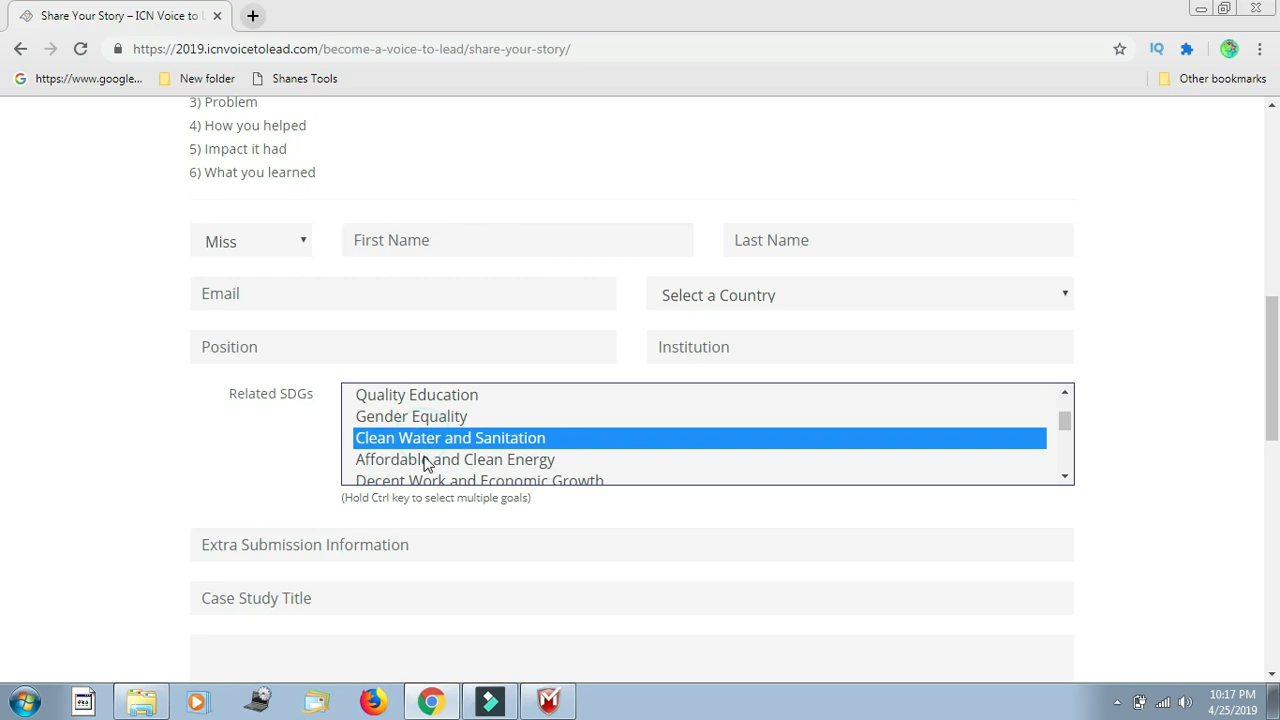 Share Your Story – ICN Voice to
https://2019.icnvoicetolead.com/become-a-voice-to-lead/share-your-story/
IQ
https://www.google... New folder Shanes Tools Other bookmarks
3) Problem
4) How you helped
5) Impact it had
6) What you learned
Miss First Name Last Name
Email Select a Country
Position Institution
Related SDGs Quality Education
Gender Equality
Clean Water and Sanitation
Affordable and Clean Energy
Decent Work and Economic Growth
(Hold Ctrl key to select multiple goals)
Extra Submission Information
Case Study Title
10:17 PM
4/25/2019